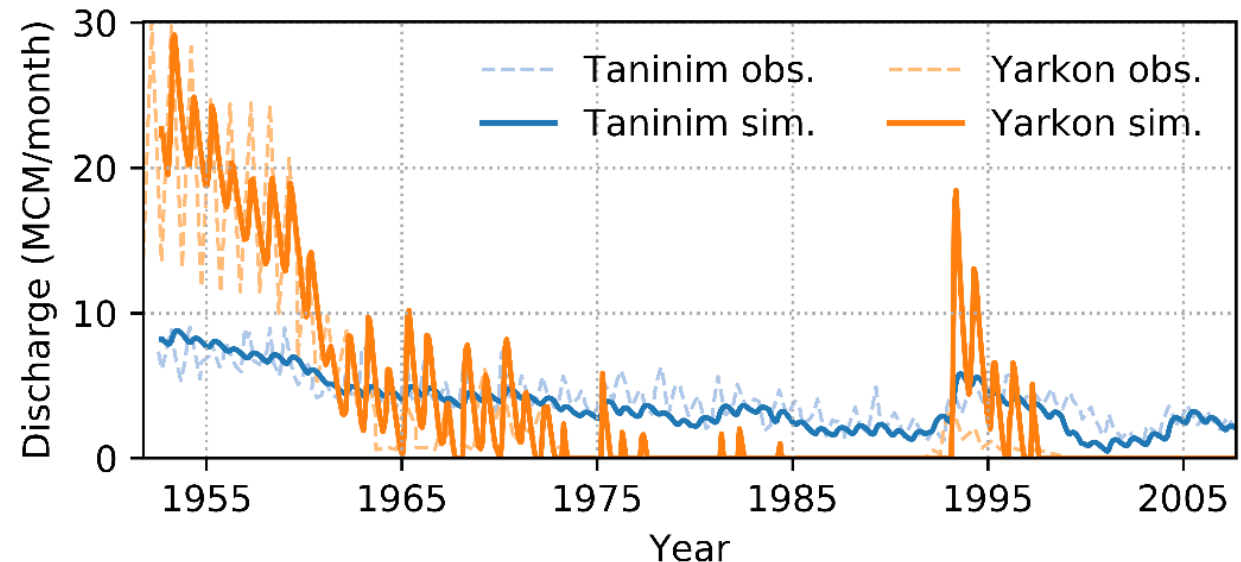 Discharge (MCM/month)
30
20
10
0
Taninim obs.
Yarkon obs.
Taninim sim.
Yarkon sim.
1955
1965
1975
1985
1995
2005
Year